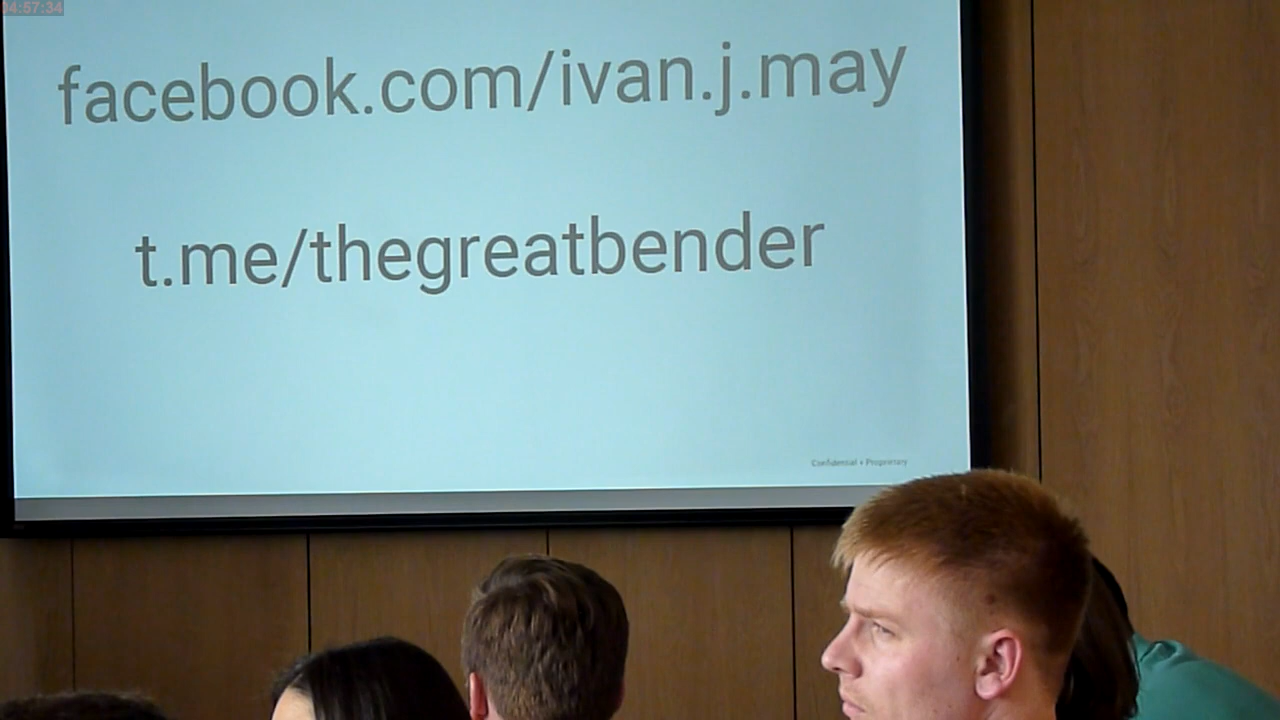 04:57:34
facebook.com/ivan.j.may
t.me/thegreatbender
Confidential + Proprietary